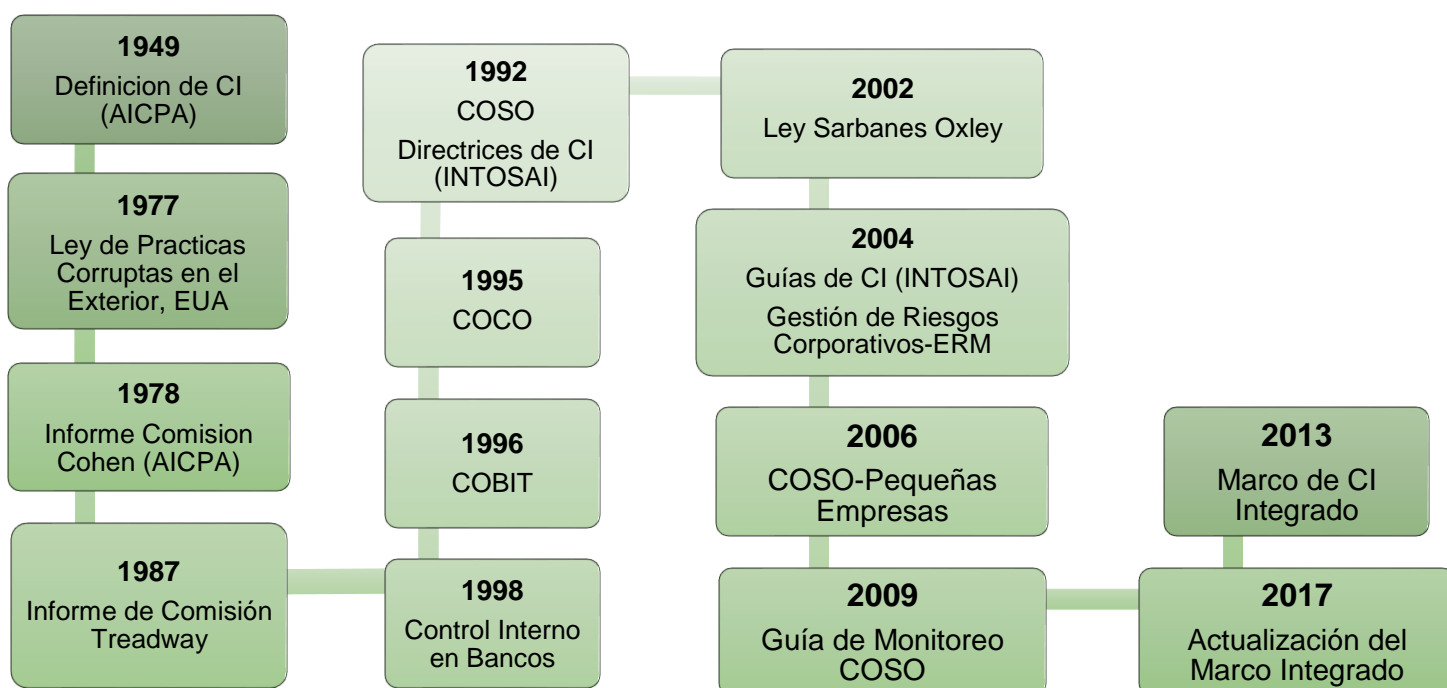 1949
Definicion de CI
(AICPA)
1977
Ley de Practicas
Corruptas en el
Exterior, EUA
1978
Informe Comision
Cohen (AICPA)
1987
Informe de Comisión
Treadway
1992
COSO
Directrices de CI
(INTOSAI)
1995
COCO
1996
COBIT
1998
Control Interno
en Bancos
2002
Ley Sarbanes Oxley
2004
Guías de CI (INTOSAI)
Gestión de Riesgos
Corporativos-ERM
2006
COSO-Pequeñas
Empresas
2009
Guía de Monitoreo
COSO
2013
Marco de CI
Integrado
2017
Actualización del
Marco Integrado